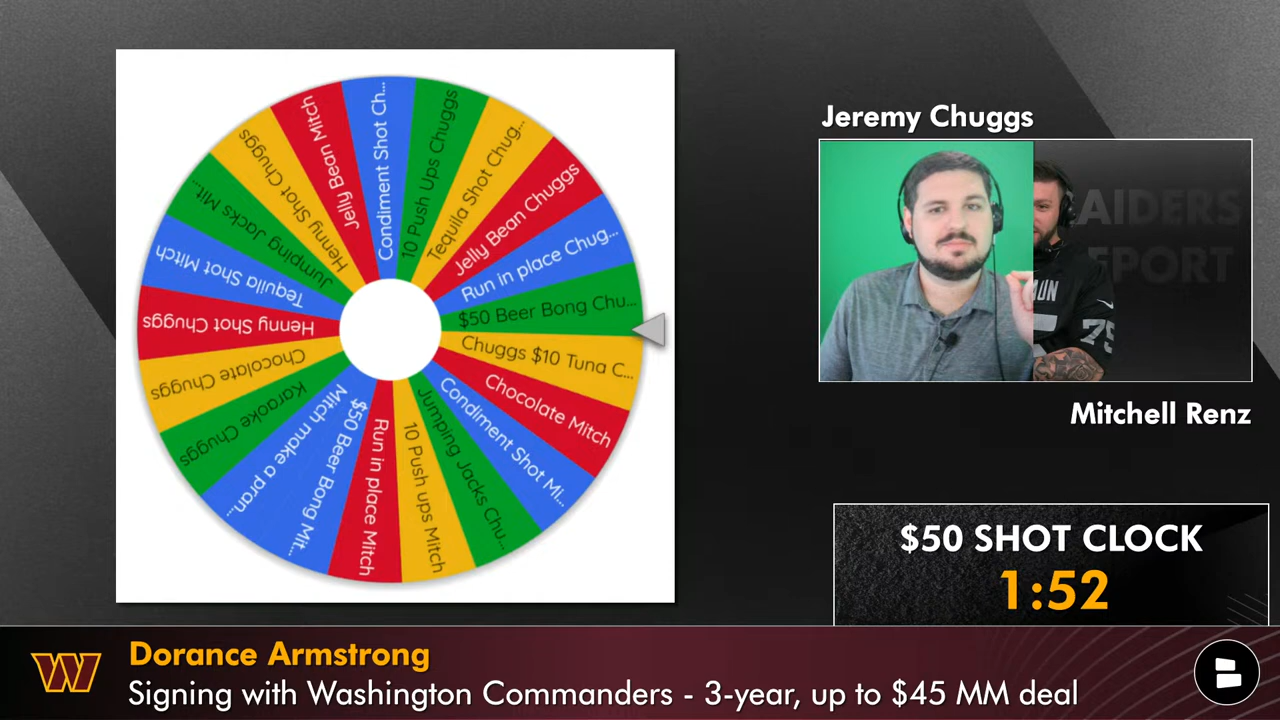 Condiment Shot Ch...
10 Push Ups Chuggs
Tequila Shot Chug...
Jelly Bean Chuggs
Run in place Chug...
$50 Beer Bong Chu...
Chuggs $10 Tuna C...
Chocolate Mitch
Condiment Shot Mi...
Jumping Jacks Chu...
10 Push ups Mitch
Run in place Mitch
$50 Beer Bong Mit...
Mitch make a pran...
Karaoke Chuggs
Chocolate Chuggs
Henny Shot Chuggs
Tequila Shot Mitch
Jumping Jacks Mit...
Henny Shot Chuggs
Jelly Bean Mitch
Jeremy Chuggs
AIDERS
EPORT
75
Mitchell Renz
$50 SHOT CLOCK
1:52
W
Dorance Armstrong
Signing with Washington Commanders - 3-year, up to $45 MM deal